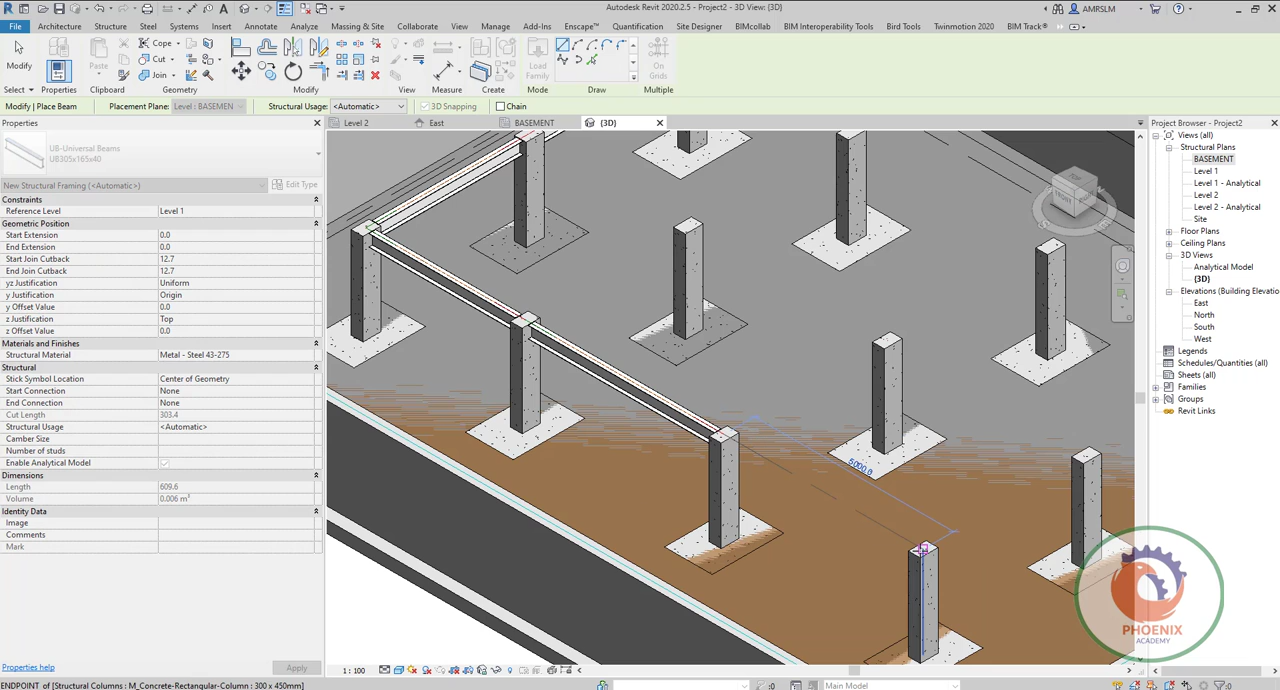 Autodesk Revit 2020.2.5 - Project2 - 3D View: {3D}
AMRSLM
File Architecture Structure Steel Systems Insert Annotate Analyze Massing & Site Collaborate View Manage Add-Ins Enscape™ Quantification SOFiSTiK Design BIMcollab BIM Interoperability Tools Bird Tools Twinmotion 2020 BIM Track®
Modify
Paste
Cope
Cut
Join
Load
Family
On
Grids
Select Properties Clipboard Geometry Modify View Measure Create Mode Draw Multiple
Modify | Place Beam Placement Plane: Level : BASEMEN Structural Usage: <Automatic> 3D Snapping Chain
Properties
Level 2 East BASEMENT {3D}
Project Browser - Project2
UB-Universal Beams
UB305x165x40
New Structural Framing (<Automatic>) Edit Type
Constraints
Reference Level Level 1
Geometric Position
Start Extension 0.0
End Extension 0.0
Start Join Cutback 12.7
End Join Cutback 12.7
yz Justification Uniform
y Justification Origin
y Offset Value 0.0
z Justification Top
z Offset Value 0.0
Materials and Finishes
Structural Material Metal - Steel 43-275
Structural
Stick Symbol Location Center of Geometry
Start Connection None
End Connection None
Cut Length 303.4
Structural Usage <Automatic>
Camber Size
Number of studs
Enable Analytical Model
Dimensions
Length 609.6
Volume 0.006 m³
Identity Data
Image
Comments
Mark
Properties help Apply
TOP
FRONT
5000.0
Views (all)
Structural Plans
BASEMENT
Level 1
Level 1 - Analytical
Level 2
Level 2 - Analytical
Site
Floor Plans
Ceiling Plans
3D Views
Analytical Model
{3D}
Elevations (Building Elevatio
East
North
South
West
Legends
Schedules/Quantities (all)
Sheets (all)
Families
Groups
Revit Links
PHOENIX
ACADEMY
1 : 100
ENDPOINT of [Structural Columns : M_Concrete-Rectangular-Column : 300 x 450mm] :0 Main Model :0